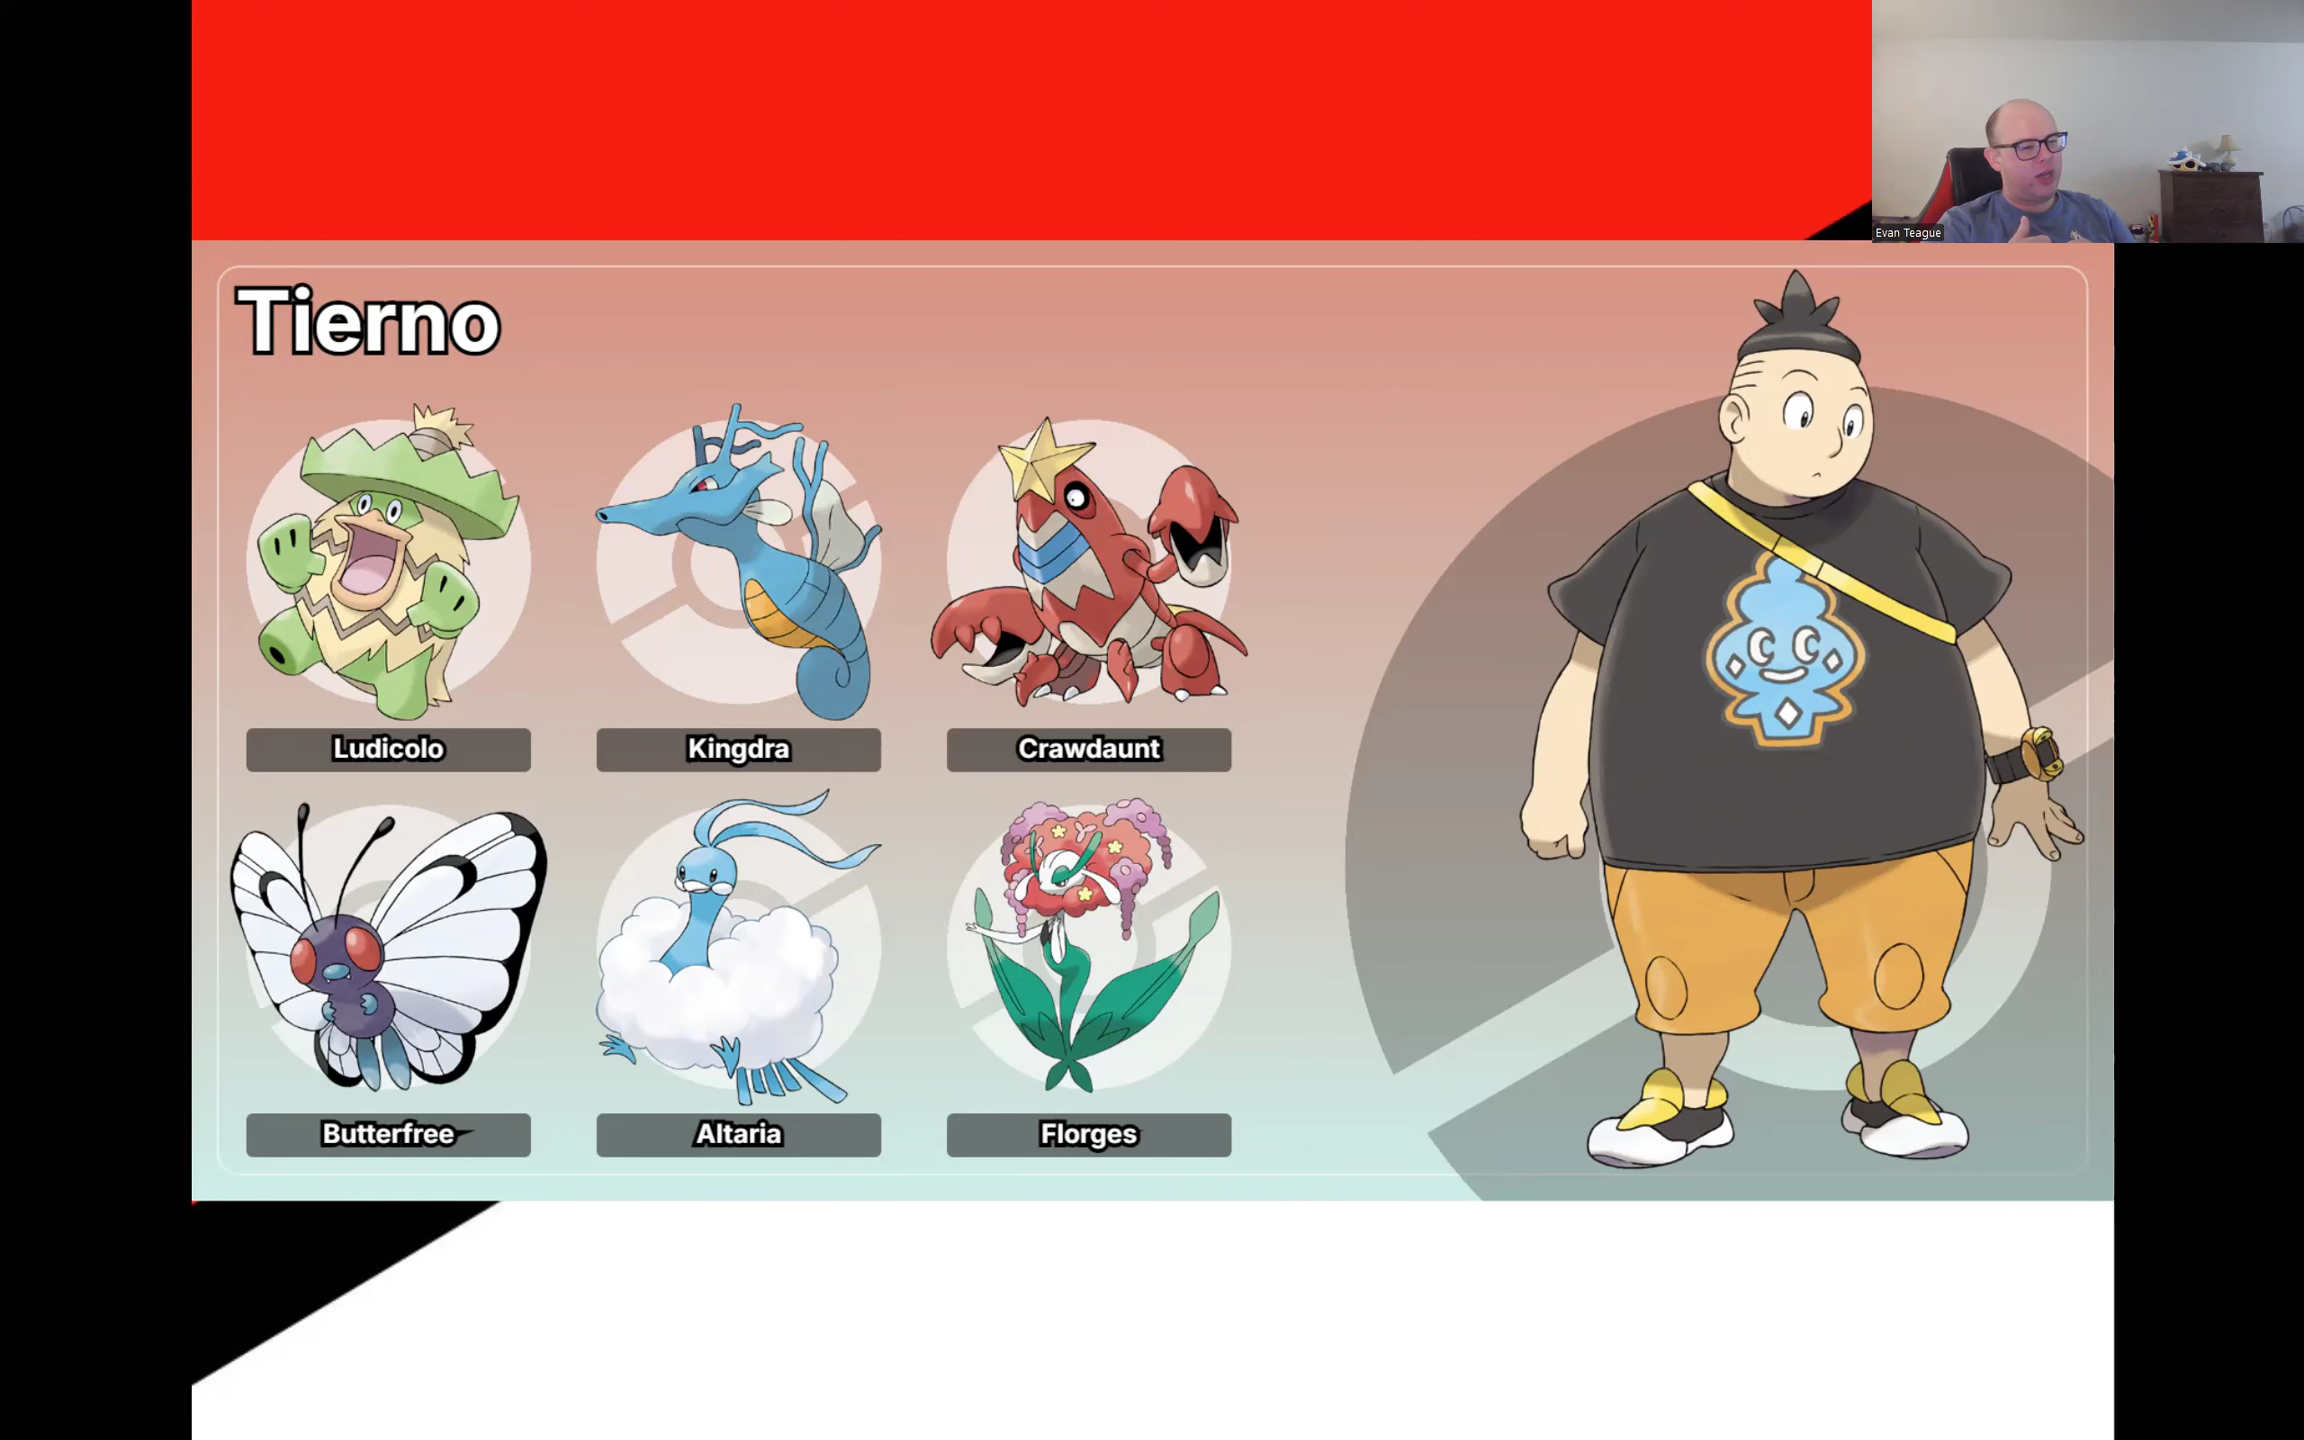 Evan Teague
Tierno
Ludicolo
Kingdra
Crawdaunt
Butterfree
Altaria
Florges